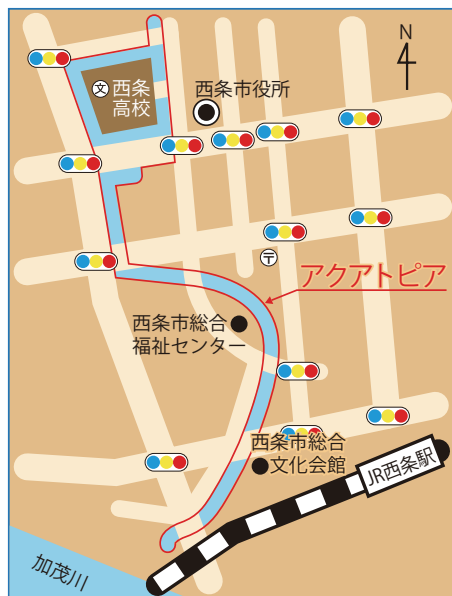 N
文
西条
高校
西条市役所
〒
アクアトピア
西条市総合
福祉センター
西条市総合
文化会館
JR西条駅
加茂川